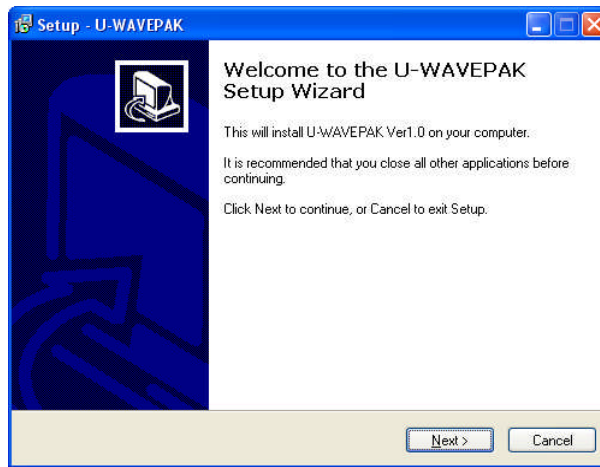 Setup - U-WAVEPAK
Welcome to the U-WAVEPAK
Setup Wizard
This will install U-WAVEPAK Ver1.0 on your computer.
It is recommended that you close all other applications before
continuing.
Click Next to continue, or Cancel to exit Setup.
Next >
Cancel